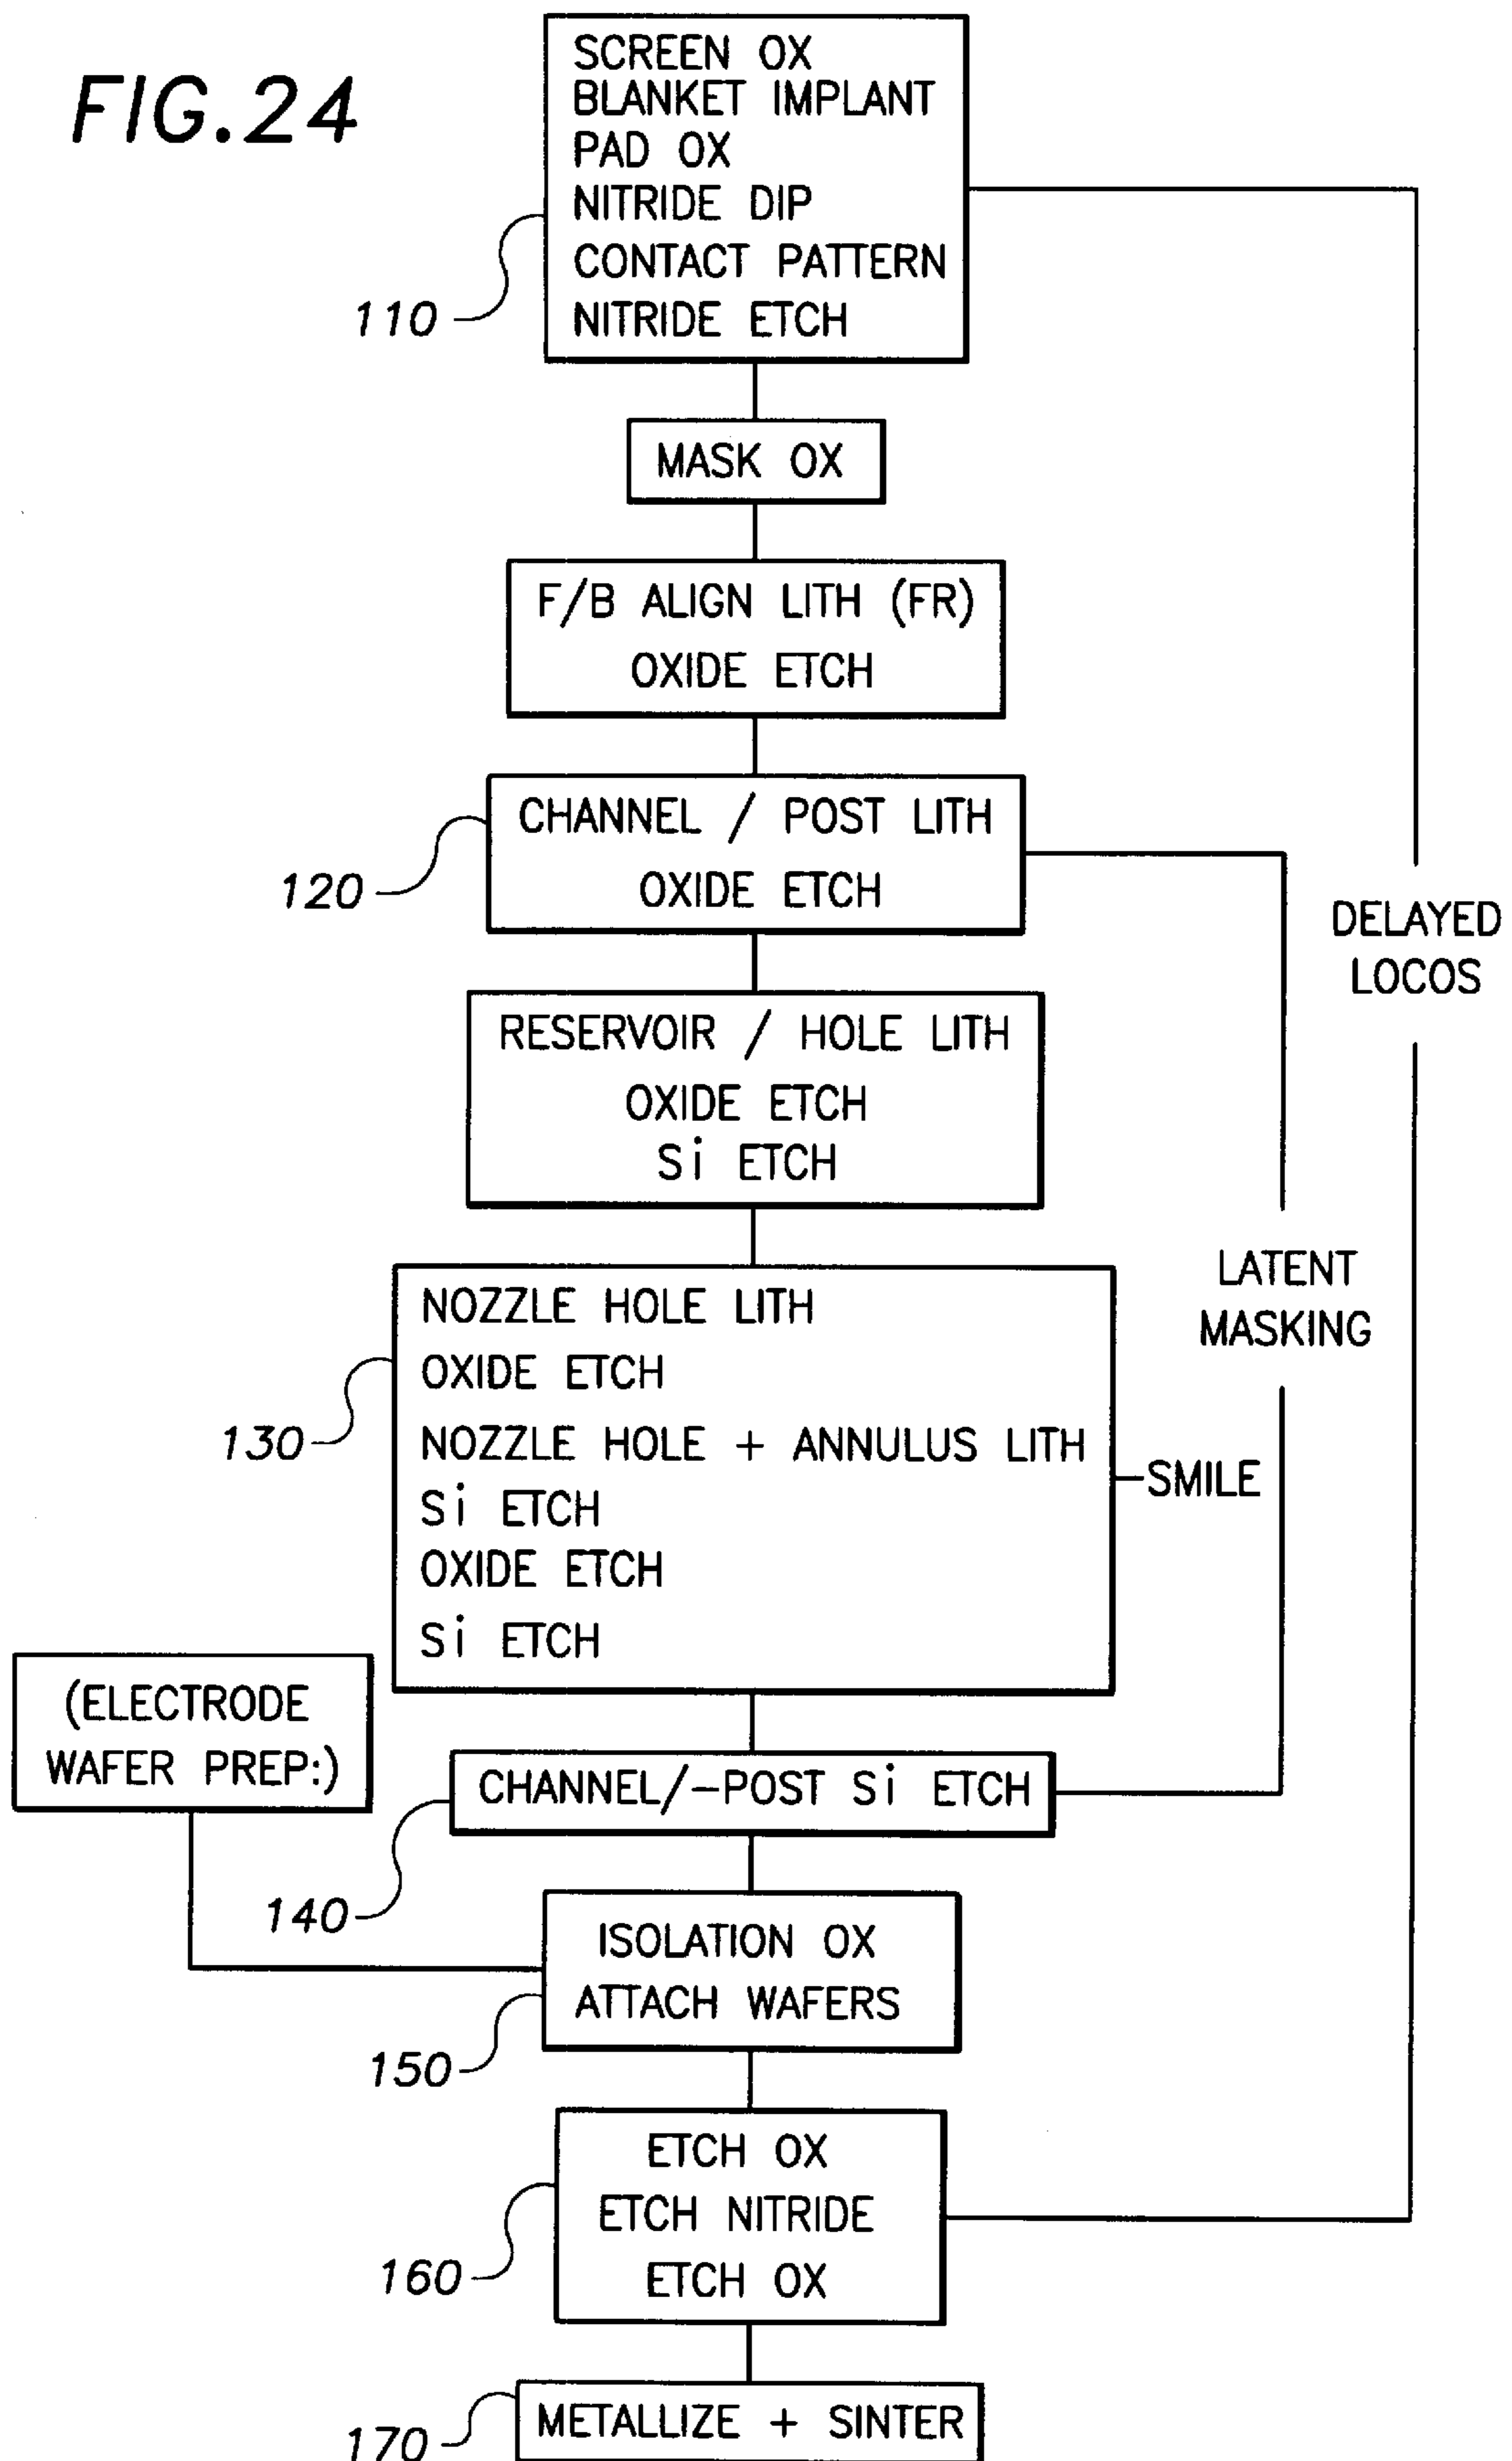 FIG.24
SCREEN OX
BLANKET IMPLANT
PAD OX
NITRIDE DIP
CONTACT PATTERN
NITRIDE ETCH
110
MASK OX
F/B ALIGN LITH (FR)
OXIDE ETCH
CHANNEL / POST LITH
OXIDE ETCH
120
DELAYED
LOCOS
RESERVOIR / HOLE LITH
OXIDE ETCH
Si ETCH
LATENT
MASKING
NOZZLE HOLE LITH
OXIDE ETCH
NOZZLE HOLE + ANNULUS LITH
Si ETCH
OXIDE ETCH
Si ETCH
130
SMILE
(ELECTRODE
WAFER PREP:)
CHANNEL/-POST Si ETCH
140
ISOLATION OX
ATTACH WAFERS
150
ETCH OX
ETCH NITRIDE
ETCH OX
160
METALLIZE + SINTER
170